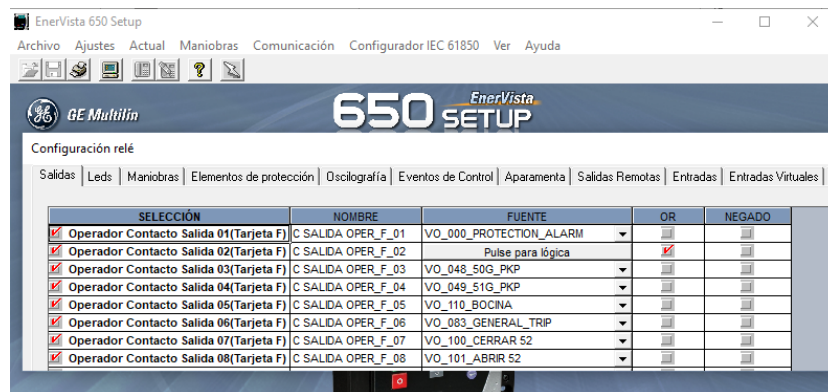 EnerVista 650 Setup
Archivo Ajustes Actual Maniobras Comunicación Configurador IEC 61850 Ver Ayuda
GE Multilin 650 EnerVista SETUP
Configuración relé
Salidas Leds Maniobras Elementos de protección Oscilografía Eventos de Control Aparamenta Salidas Remotas Entradas Entradas Virtuales
SELECCIÓN NOMBRE FUENTE OR NEGADO
Operador Contacto Salida 01(Tarjeta F) C SALIDA OPER_F_01 VO_000_PROTECTION_ALARM
Operador Contacto Salida 02(Tarjeta F) C SALIDA OPER_F_02 Pulse para lógica
Operador Contacto Salida 03(Tarjeta F) C SALIDA OPER_F_03 VO_048_50G_PKP
Operador Contacto Salida 04(Tarjeta F) C SALIDA OPER_F_04 VO_049_51G_PKP
Operador Contacto Salida 05(Tarjeta F) C SALIDA OPER_F_05 VO_110_BOCINA
Operador Contacto Salida 06(Tarjeta F) C SALIDA OPER_F_06 VO_083_GENERAL_TRIP
Operador Contacto Salida 07(Tarjeta F) C SALIDA OPER_F_07 VO_100_CERRAR 52
Operador Contacto Salida 08(Tarjeta F) C SALIDA OPER_F_08 VO_101_ABRIR 52